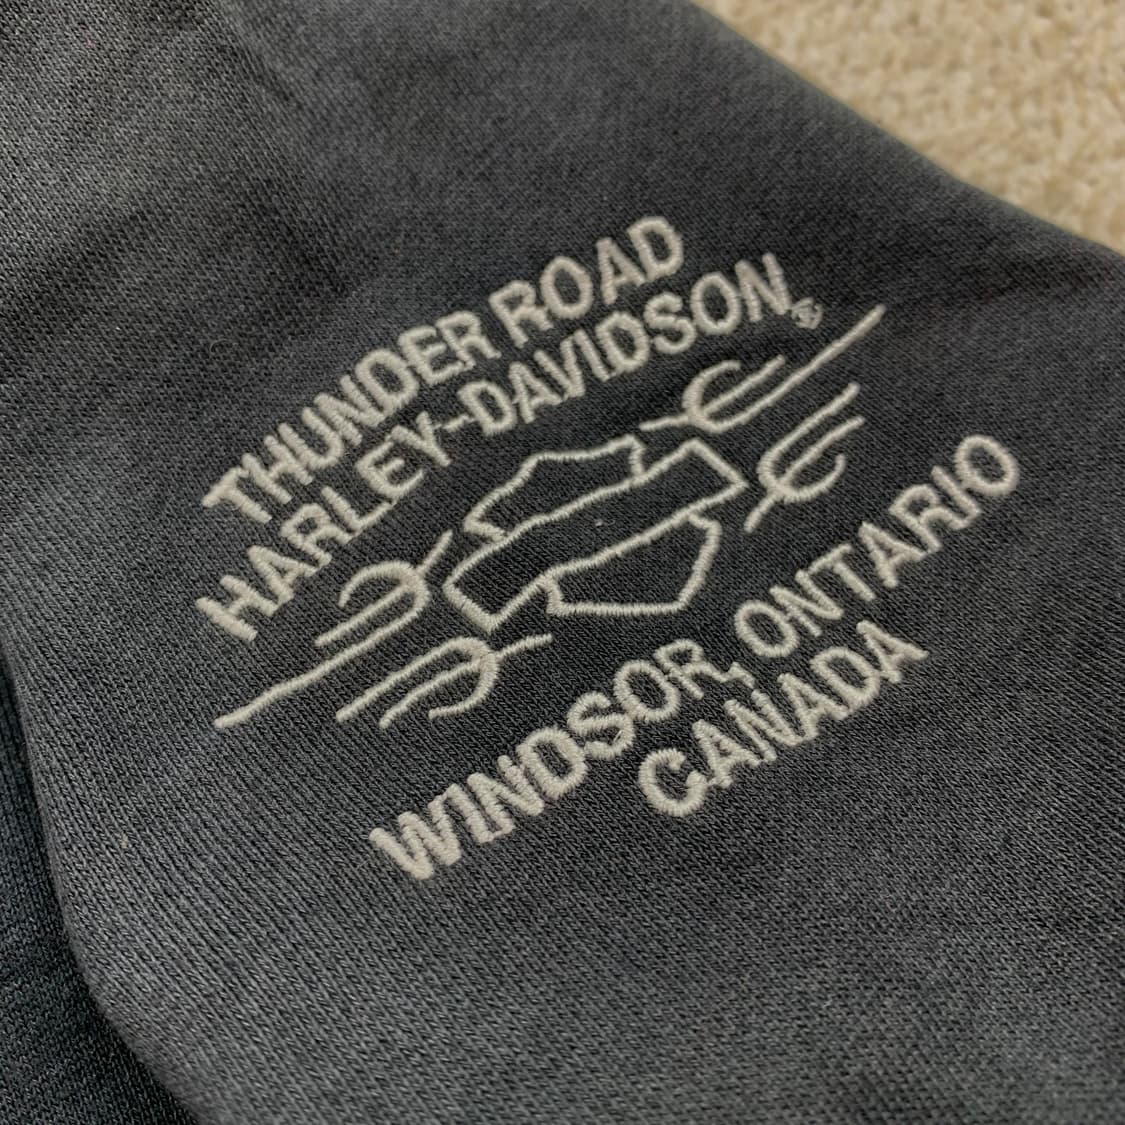 THUNDER ROAD
HARLEY-DAVIDSON®
WINDSOR, ONTARIO
CANADA